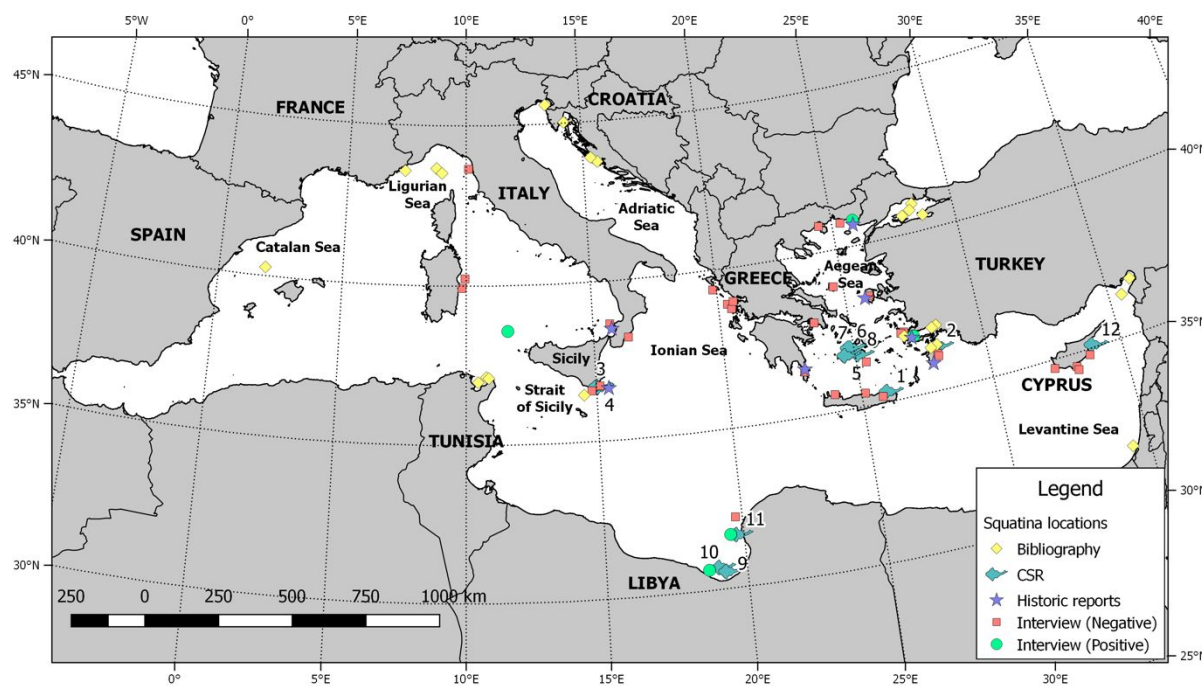 5°W 0° 5°E 10°E 15°E 20°E 25°E 30°E 35°E 40°E
45°N
FRANCE
CROATIA
40°N
Ligurian
Sea
ITALY
Adriatic
Sea
SPAIN
Catalan Sea
GREECE
Aegean
Sea
TURKEY
40°N
35°N
7
6
8
2
12
Sicily
Ionian Sea
5
1
3
4
Strait
of Sicily
CYPRUS
35°N
TUNISIA
Levantine Sea
30°N
11
10
9
LIBYA
30°N
250 0 250 500 750 1000 km
Legend
Squatina locations
Bibliography
CSR
Historic reports
Interview (Negative)
Interview (Positive)
25°N
0° 5°E 10°E 15°E 20°E 25°E 30°E